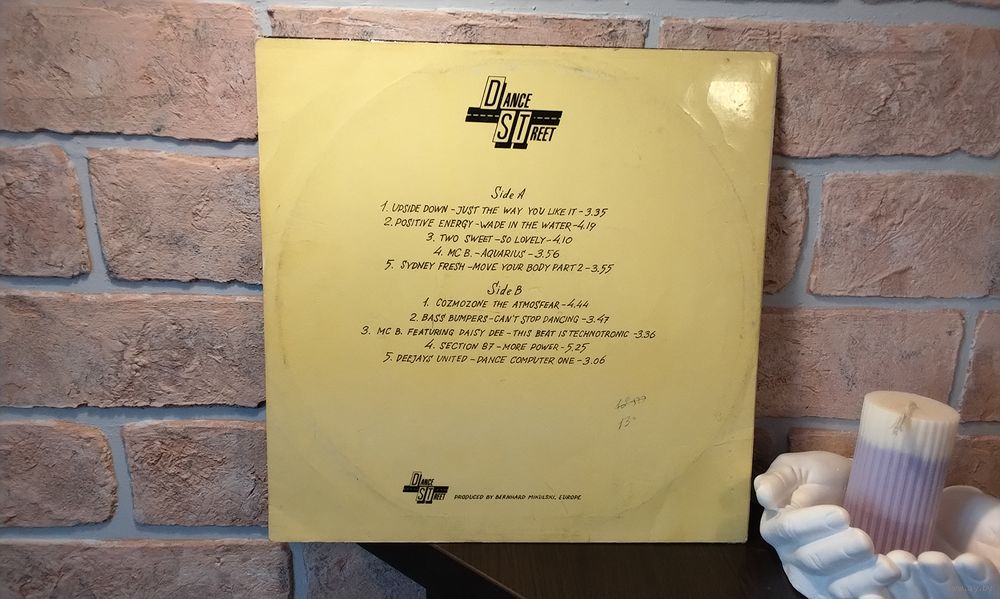 DANCE
STREET
Side A
1. UPSIDE DOWN - JUST THE WAY YOU LIKE IT - 3.35
2. POSITIVE ENERGY - WADE IN THE WATER - 4.19
3. TWO SWEET - SO LOVELY - 4.10
4. MC B. - AQUARIUS - 3.56
5. SYDNEY FRESH - MOVE YOUR BODY PART 2 - 3.55
Side B
1. COZMOZONE THE ATMOSFEAR - 4.44
2. BASS BUMPERS - CAN'T STOP DANCING - 3.47
3. MC B. FEATURING DAISY DEE - THIS BEAT IS TECHNOTRONIC - 3.36
4. SECTION 87 - MORE POWER - 5.25
5. DEEJAYS UNITED - DANCE COMPUTER ONE - 3.06
DANCE
STREET
PRODUCED BY BERNHARD MIKULSKI, EUROPE